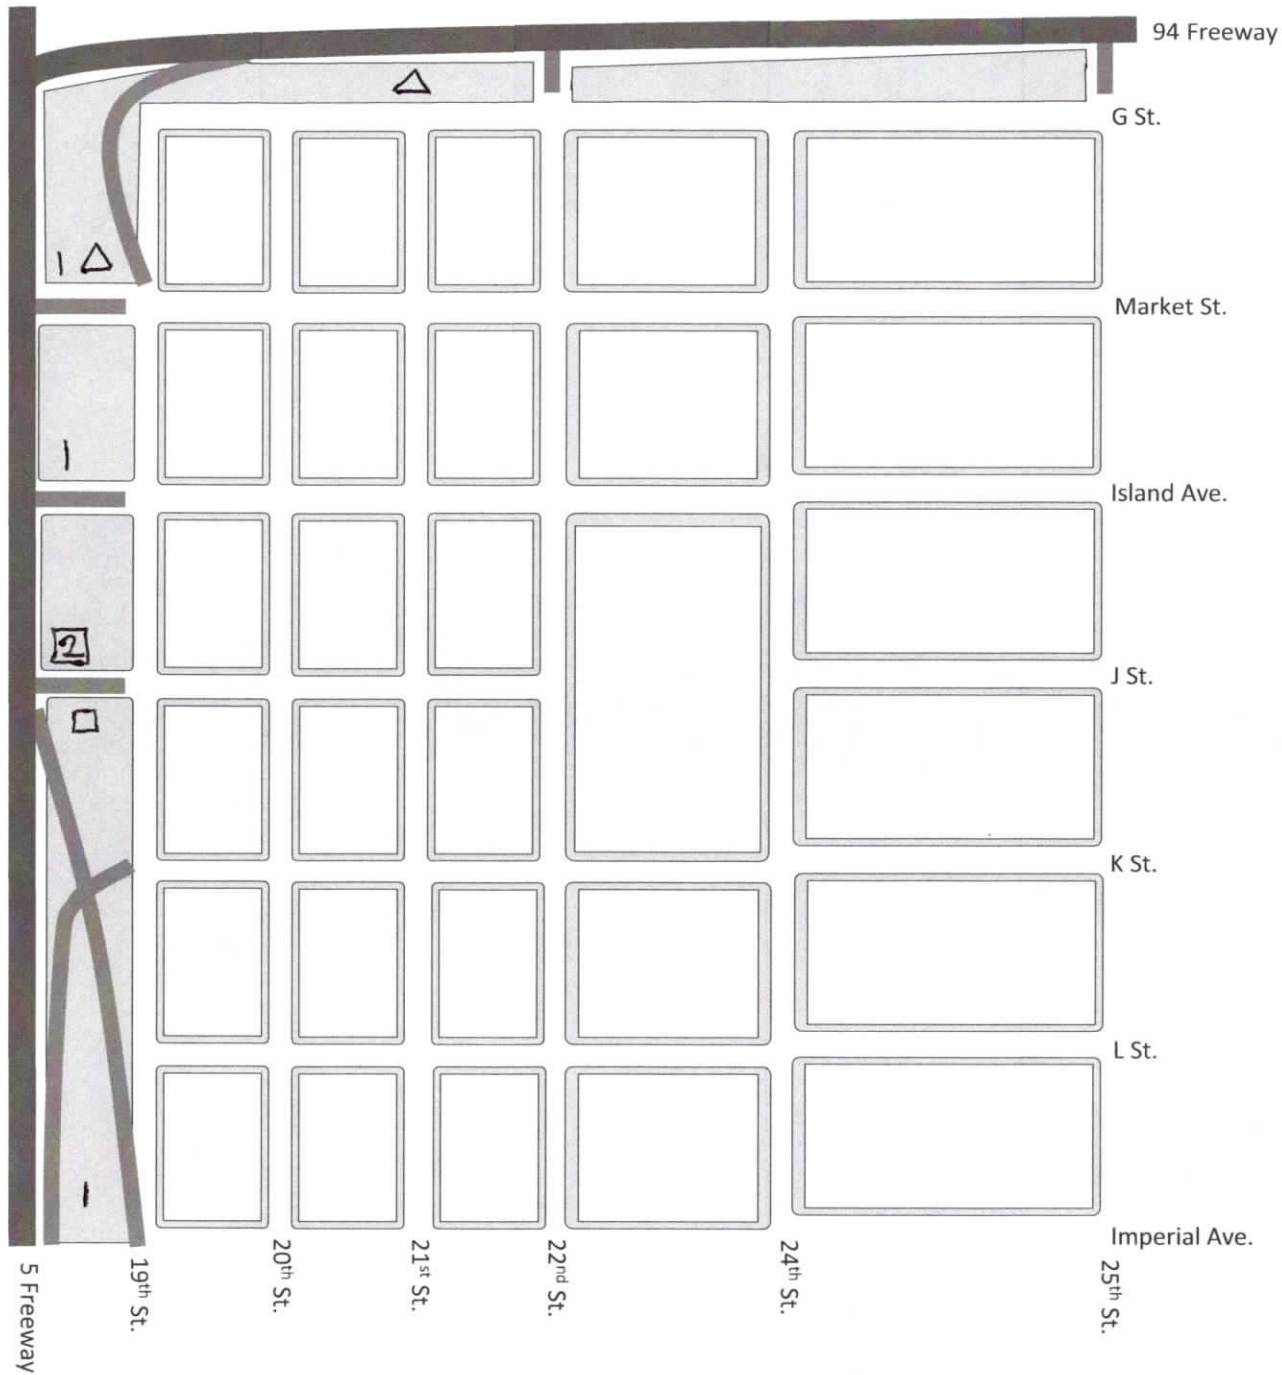 94 Freeway
G St.
1
Market St.
1
Island Ave.
2
J St.
K St.
L St.
1
Imperial Ave.
5 Freeway
19th St.
20th St.
21st St.
22nd St.
24th St.
25th St.